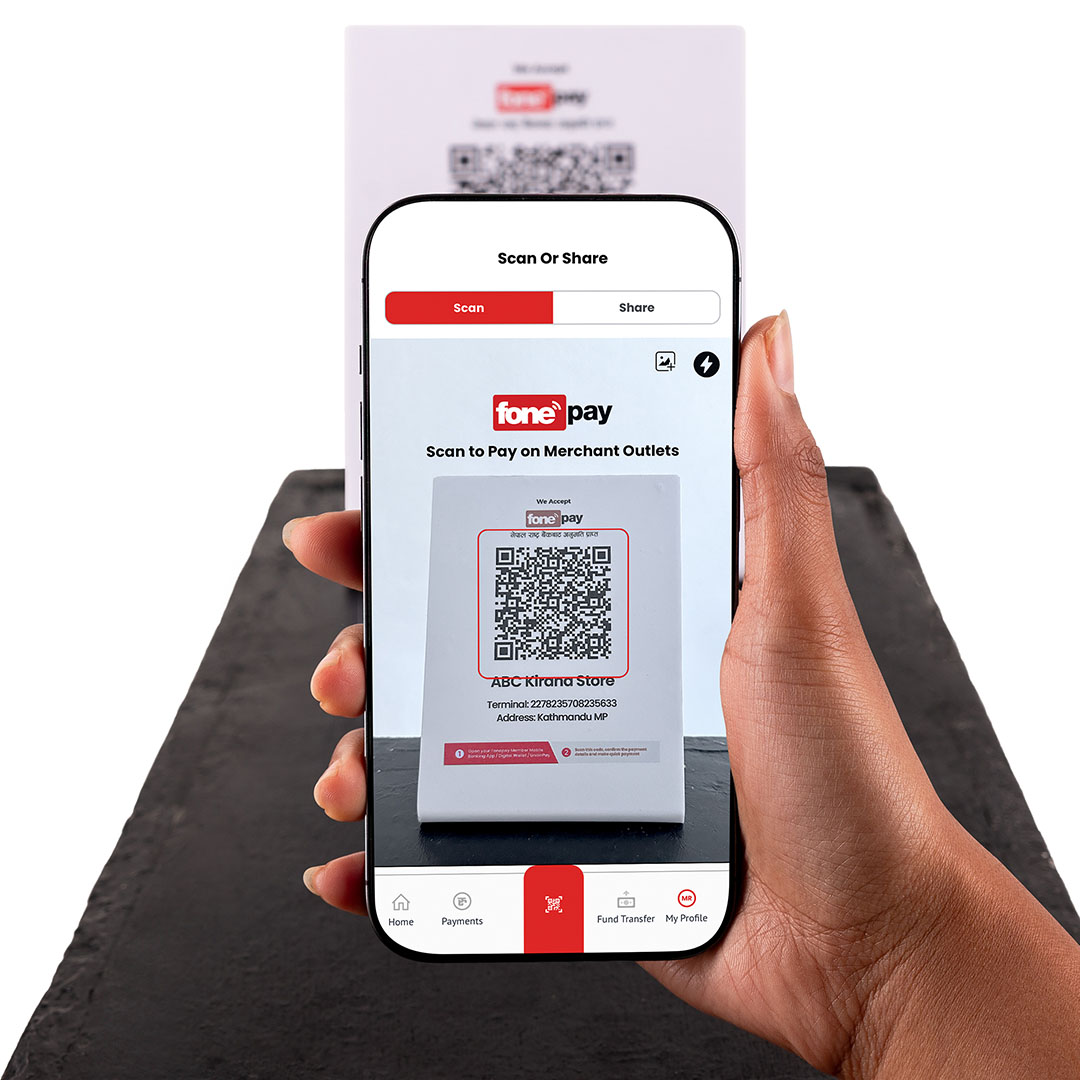 We Accept
fonepay
Scan Or Share
Scan
Share
fonepay
Scan to Pay on Merchant Outlets
We Accept
fonepay
नेपाल राष्ट्र बैंकबाट अनुमति प्राप्त
ABC Kirana Store
Terminal: 2278235708235633
Address: Kathmandu MP
1 Open your Fonepay Member Mobile
Banking App / Digital Wallet /
2 Scan this code, confirm the payment
details and make quick payment
Home
Payments
Fund Transfer
MR
My Profile